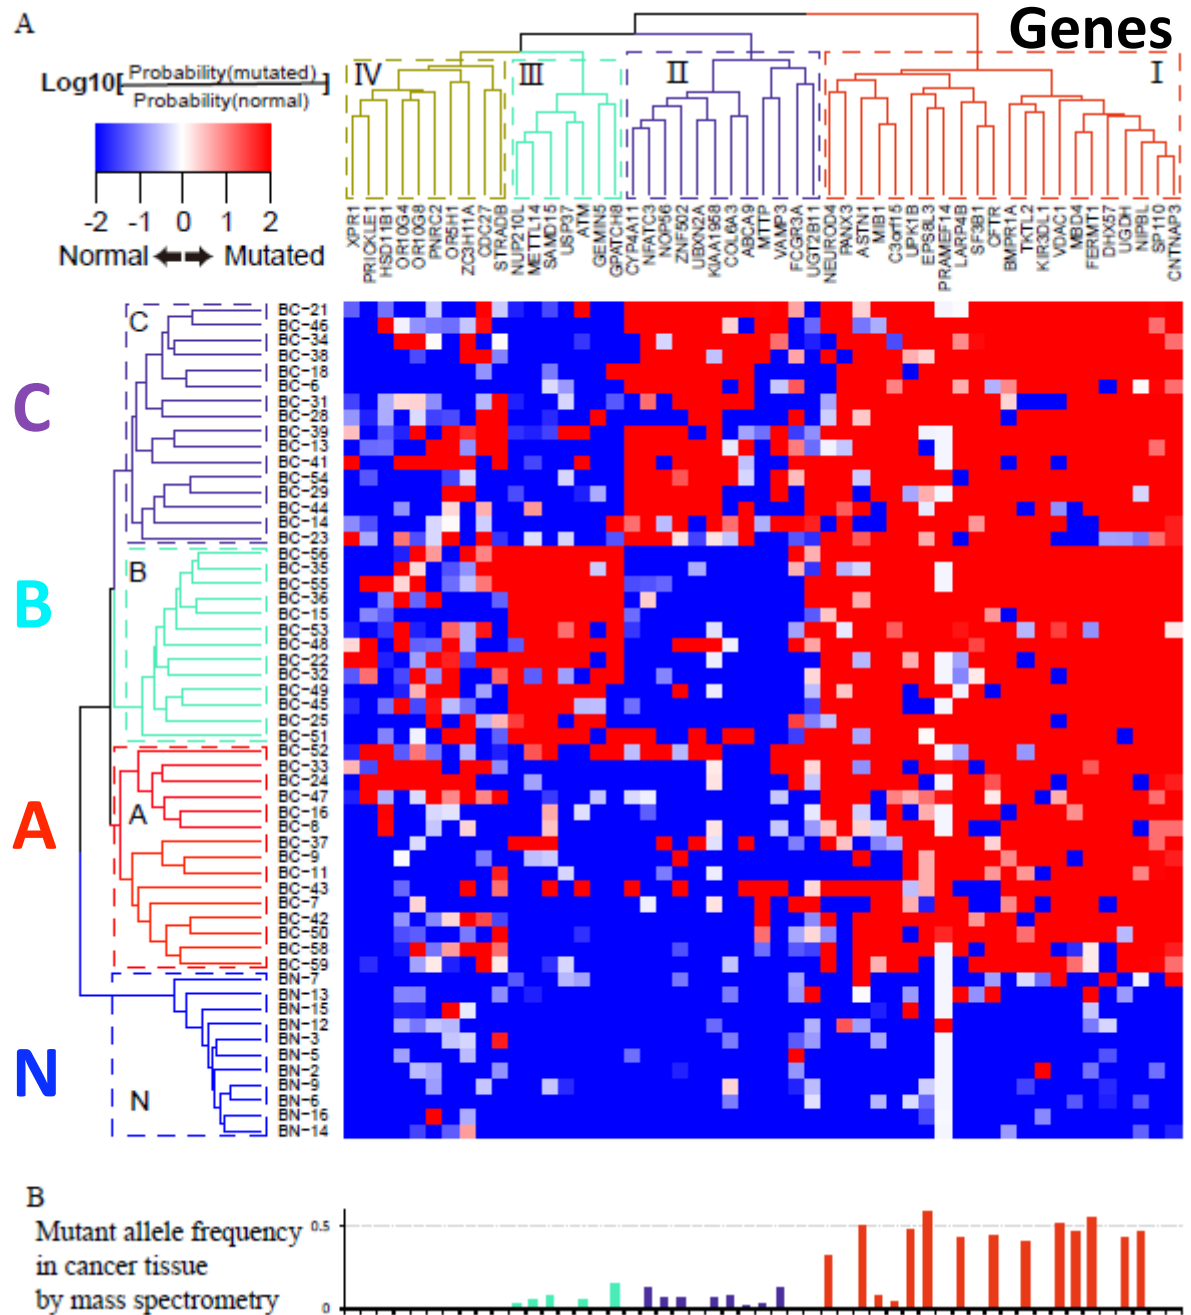 A
Genes
Log10[Probability(mutated)/Probability(normal)]
IV
III
II
I
-2 -1 0 1 2
Normal Mutated
XPR1
PRICKLE1
HSD11B1
OR10G4
OR10G8
PNRC2
OR5H1
ZC3H11A
CDC27
STRADB
NUP210L
METTL14
SAMD15
USP37
ATM
GEMIN5
GPATCH8
CYP4A11
NFATC3
NOP56
ZNF502
UBXN2A
KIAA1958
COL6A3
ABCA9
MTTP
VAMP3
FCGR3A
UGT2B11
NEUROD4
PANX3
ASTN1
MIB1
C3orf15
UPK1B
EPS8L3
PRAMEF14
LARP4B
SF3B1
CFTR
BMPR1A
TKTL2
KIR3DL1
VDAC1
MBD4
FERMT1
DHX57
UGDH
NIPBL
SP110
CNTNAP3
C
C
BC-21
BC-46
BC-34
BC-38
BC-18
BC-6
BC-31
BC-28
BC-39
BC-13
BC-41
BC-54
BC-29
BC-44
BC-14
BC-23
B
B
BC-56
BC-35
BC-55
BC-36
BC-15
BC-53
BC-48
BC-22
BC-32
BC-49
BC-45
BC-25
BC-51
A
A
BC-52
BC-33
BC-24
BC-47
BC-16
BC-8
BC-37
BC-9
BC-11
BC-43
BC-7
BC-42
BC-50
BC-58
BC-59
N
N
BN-7
BN-13
BN-15
BN-12
BN-3
BN-5
BN-2
BN-9
BN-6
BN-16
BN-14
B
Mutant allele frequency
in cancer tissue
by mass spectrometry
0.5
0